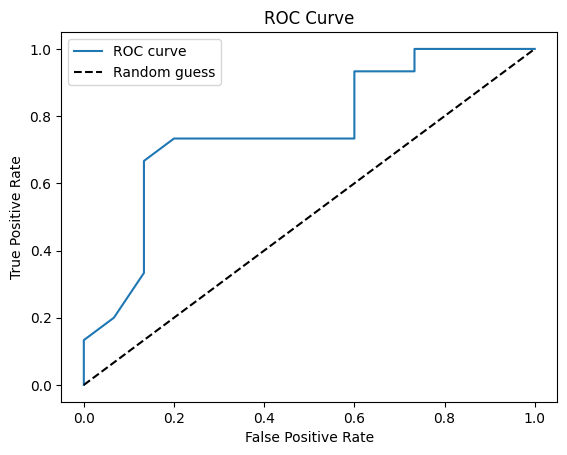 ROC Curve
ROC curve
Random guess
True Positive Rate
1.0
0.8
0.6
0.4
0.2
0.0
0.0 0.2 0.4 0.6 0.8 1.0
False Positive Rate